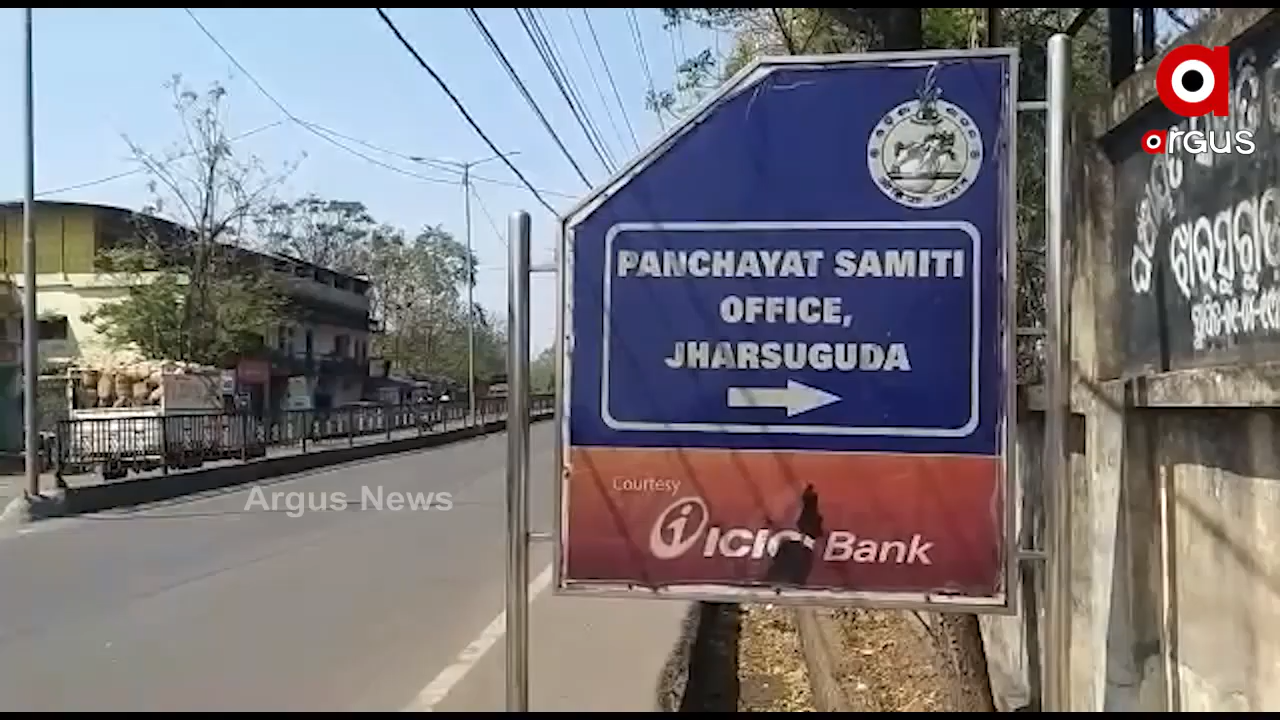 argus
PANCHAYAT SAMITI
OFFICE,
JHARSUGUDA
Courtesy
ICICI Bank
Argus News